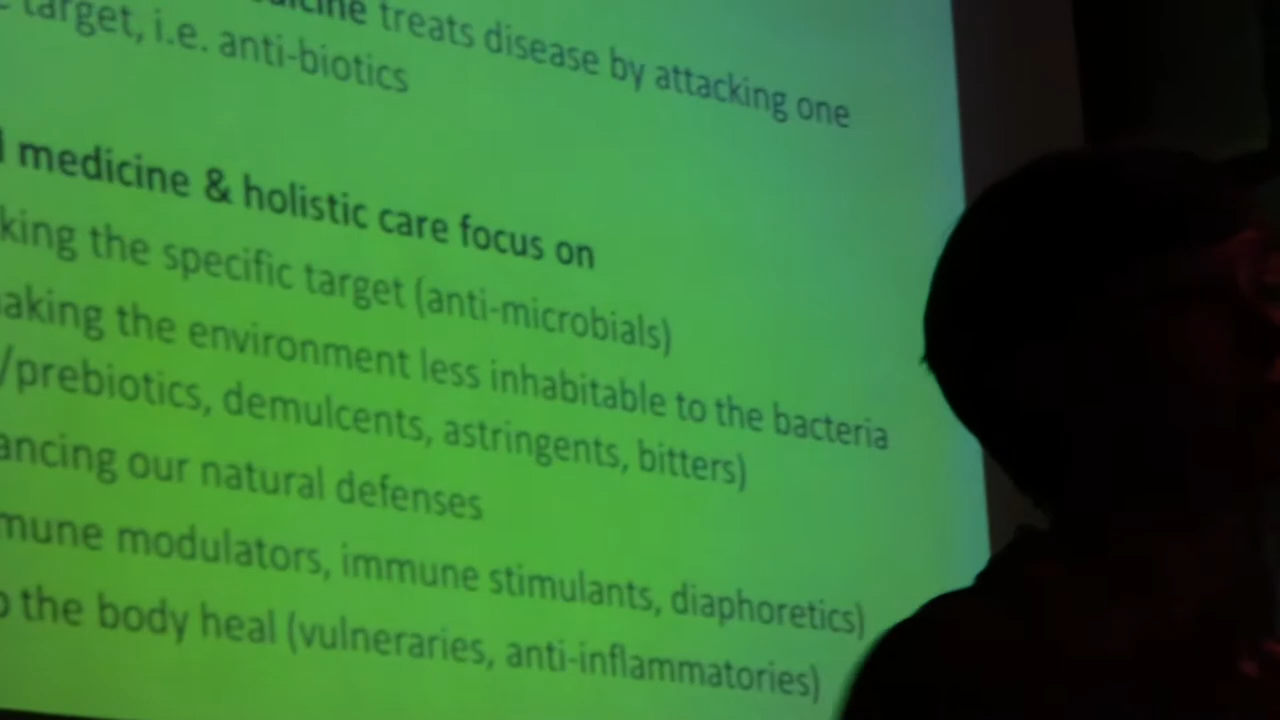 treats disease by attacking one
target, i.e. anti-biotics
medicine & holistic care focus on
king the specific target (anti-microbials)
aking the environment less inhabitable to the bacteria
/prebiotics, demulcents, astringents, bitters)
ancing our natural defenses
mune modulators, immune stimulants, diaphoretics)
the body heal (vulneraries, anti-inflammatories)